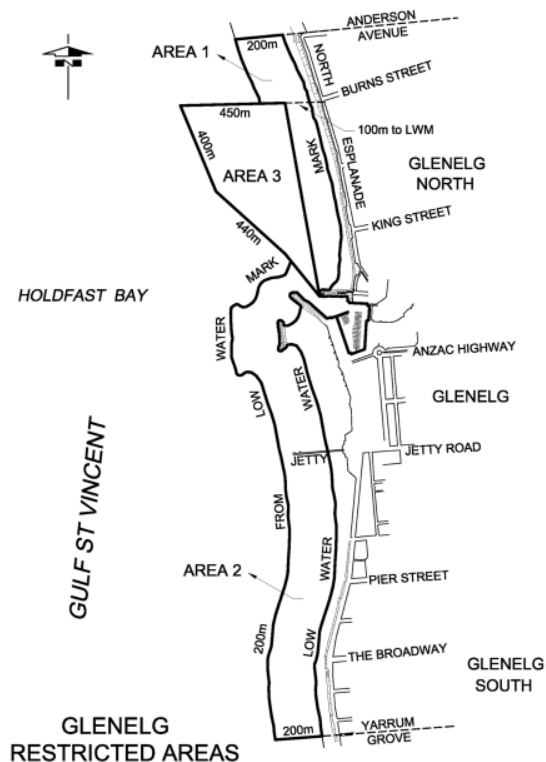 ANDERSON
AVENUE
200m
AREA 1
NORTH
BURNS STREET
450m
100m to LWM
400m
MARK
ESPLANADE
GLENELG
NORTH
AREA 3
KING STREET
440m
MARK
HOLDFAST BAY
WATER
ANZAC HIGHWAY
LOW
WATER
GLENELG
JETTY
JETTY ROAD
GULF ST VINCENT
FROM
WATER
AREA 2
PIER STREET
200m
LOW
THE BROADWAY
GLENELG
SOUTH
200m
YARRUM
GROVE
GLENELG
RESTRICTED AREAS